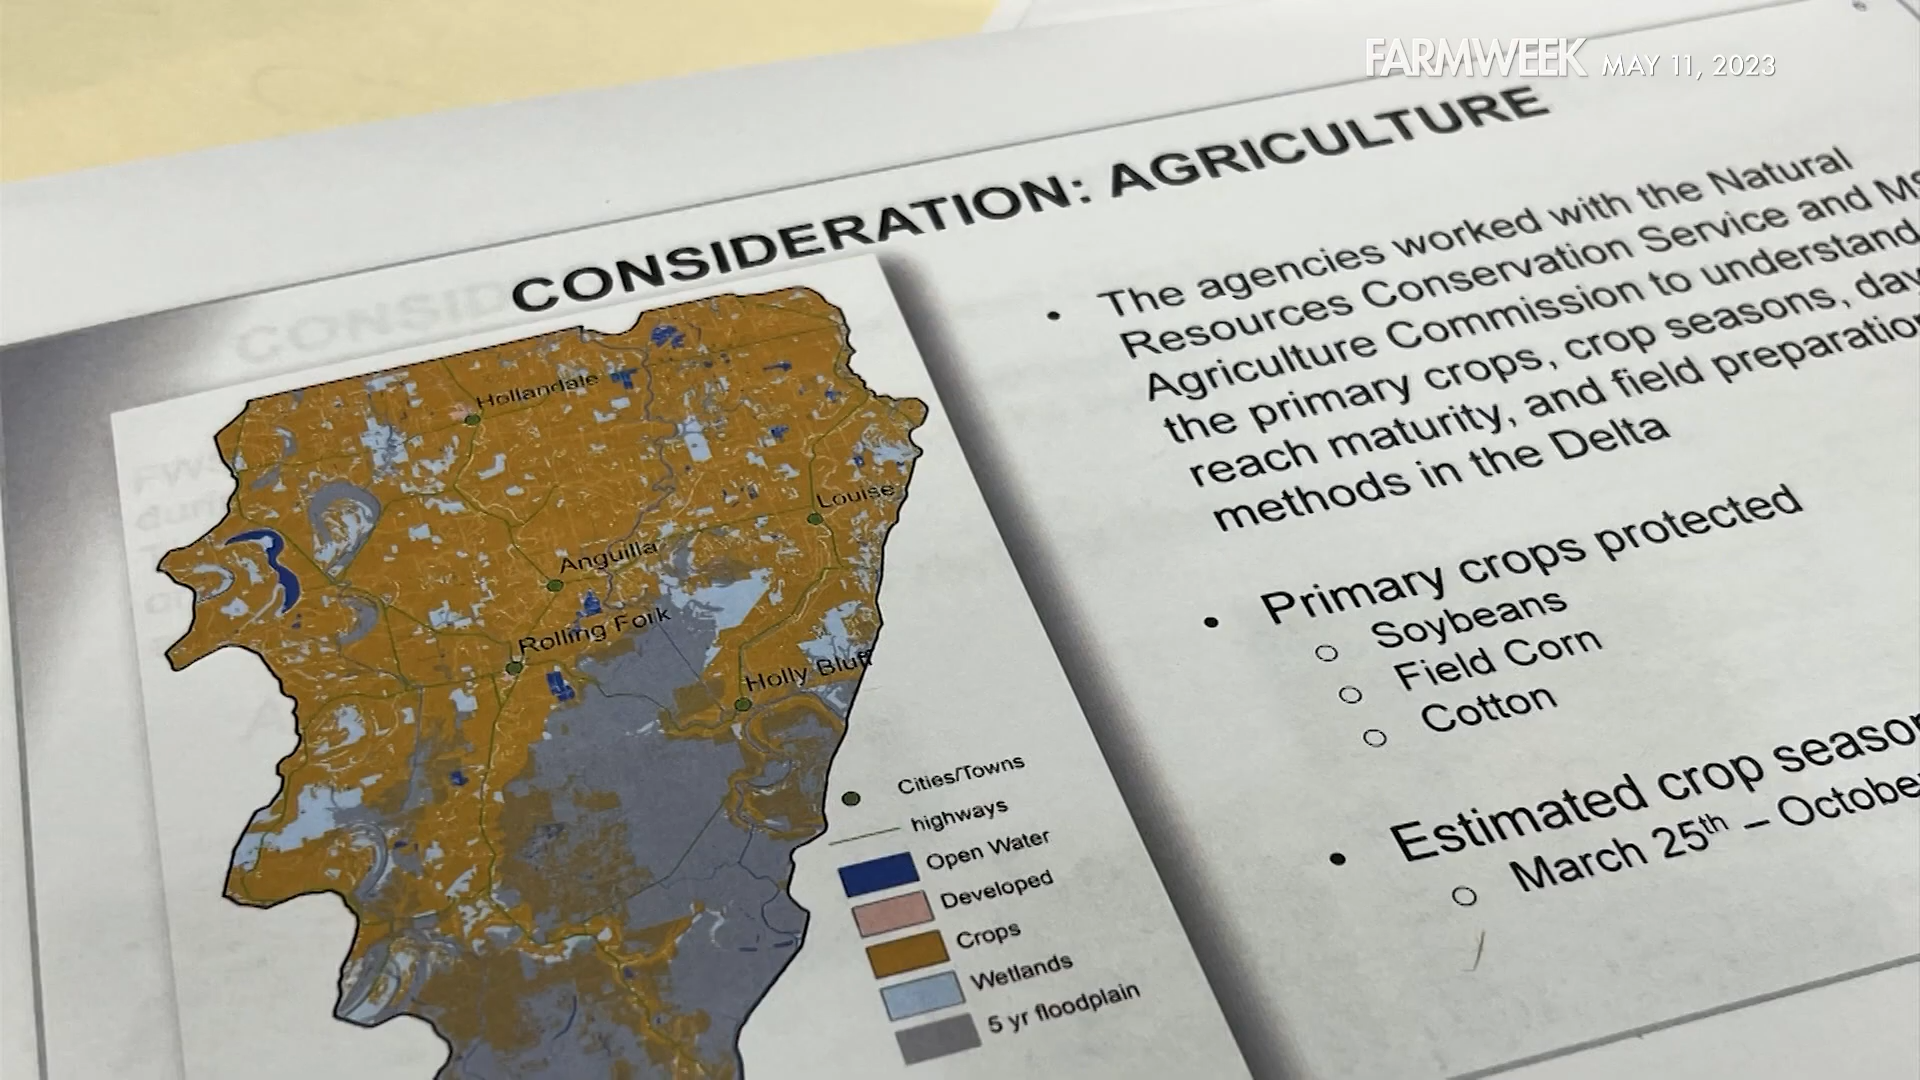 FARMWEEK MAY 11, 2023
CONSIDERATION: AGRICULTURE
The agencies worked with the Natural
Resources Conservation Service and MS
Agriculture Commission to understand
the primary crops, crop seasons,
reach maturity, and field
methods in the Delta
Primary crops protected
Soybeans
Field Corn
Cotton
Estimated crop
March 25th –
Hollandale
Louise
Anguilla
Rolling Fork
Holly Bluff
Cities/Towns
highways
Open Water
Developed
Crops
Wetlands
5 yr floodplain